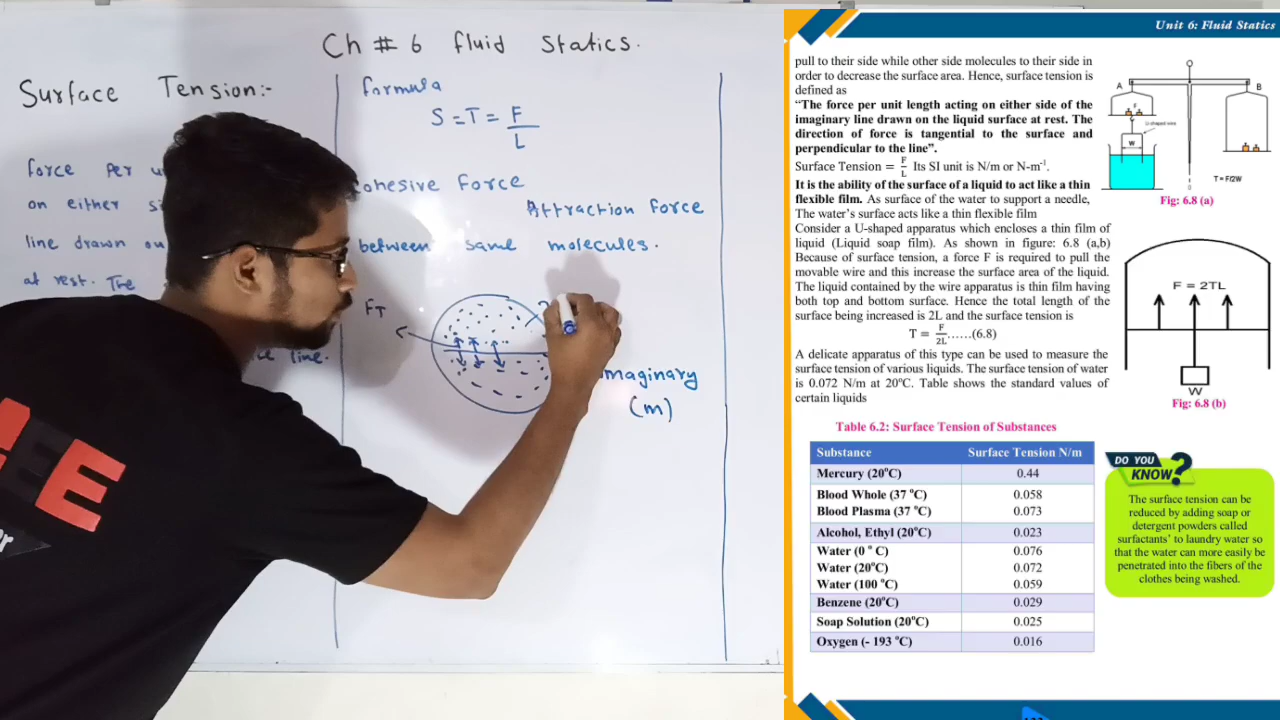 Ch # 6 fluid statics.
Surface Tension:-
force Per
on either
line drawn
at rest. The
line.
formula
S = T = F/L
Cohesive Force
Attraction force
between same molecules.
FT
imaginary
(m)
EE
Unit 6: Fluid Statics
pull to their side while other side molecules to their side in
order to decrease the surface area. Hence, surface tension is
defined as
“The force per unit length acting on either side of the
imaginary line drawn on the liquid surface at rest. The
direction of force is tangential to the surface and
perpendicular to the line”.
Surface Tension = F/L Its SI unit is N/m or N-m⁻¹.
It is the ability of the surface of a liquid to act like a thin
flexible film. As surface of the water to support a needle,
The water’s surface acts like a thin flexible film
Consider a U-shaped apparatus which encloses a thin film of
liquid (Liquid soap film). As shown in figure: 6.8 (a,b)
Because of surface tension, a force F is required to pull the
movable wire and this increase the surface area of the liquid.
The liquid contained by the wire apparatus is thin film having
both top and bottom surface. Hence the total length of the
surface being increased is 2L and the surface tension is
T = F/2L……(6.8)
A delicate apparatus of this type can be used to measure the
surface tension of various liquids. The surface tension of water
is 0.072 N/m at 20°C. Table shows the standard values of
certain liquids
A B
F
U-shaped wire
W
T = F/2W
Fig: 6.8 (a)
F = 2TL
W
Fig: 6.8 (b)
Table 6.2: Surface Tension of Substances
Substance Surface Tension N/m
Mercury (20°C) 0.44
Blood Whole (37 °C) 0.058
Blood Plasma (37 °C) 0.073
Alcohol, Ethyl (20°C) 0.023
Water (0 ° C) 0.076
Water (20°C) 0.072
Water (100 °C) 0.059
Benzene (20°C) 0.029
Soap Solution (20°C) 0.025
Oxygen (- 193 °C) 0.016
DO YOU
KNOW?
The surface tension can be
reduced by adding soap or
detergent powders called
surfactants’ to laundry water so
that the water can more easily be
penetrated into the fibers of the
clothes being washed.